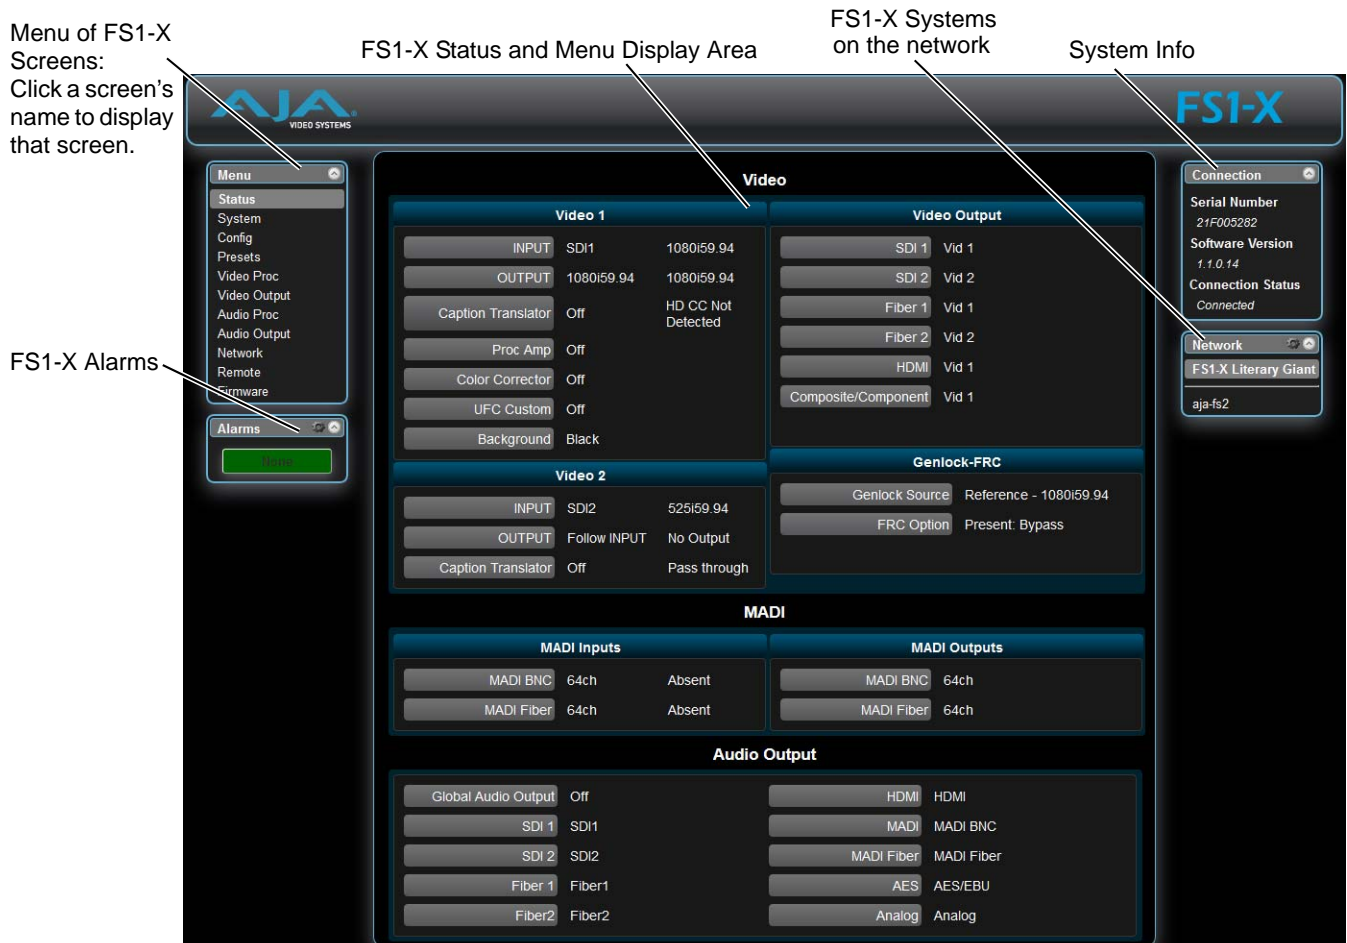 Menu of FS1-X
Screens:
Click a screen's
name to display
that screen.
FS1-X Status and Menu Display Area
FS1-X Systems
on the network
System Info
FS1-X Alarms
AJA
VIDEO SYSTEMS
FS1-X
Menu
Status
System
Config
Presets
Video Proc
Video Output
Audio Proc
Audio Output
Network
Remote
Firmware
Alarms
None
Video
Video 1
INPUT SDI1 1080i59.94
OUTPUT 1080i59.94 1080i59.94
Caption Translator Off HD CC Not
Detected
Proc Amp Off
Color Corrector Off
UFC Custom Off
Background Black
Video 2
INPUT SDI2 525i59.94
OUTPUT Follow INPUT No Output
Caption Translator Off Pass through
Video Output
SDI 1 Vid 1
SDI 2 Vid 2
Fiber 1 Vid 1
Fiber 2 Vid 2
HDMI Vid 1
Composite/Component Vid 1
Genlock-FRC
Genlock Source Reference - 1080i59.94
FRC Option Present: Bypass
MADI
MADI Inputs
MADI BNC 64ch Absent
MADI Fiber 64ch Absent
MADI Outputs
MADI BNC 64ch
MADI Fiber 64ch
Audio Output
Global Audio Output Off
SDI 1 SDI1
SDI 2 SDI2
Fiber 1 Fiber1
Fiber2 Fiber2
HDMI HDMI
MADI MADI BNC
MADI Fiber MADI Fiber
AES AES/EBU
Analog Analog
Connection
Serial Number
21F005282
Software Version
1.1.0.14
Connection Status
Connected
Network
FS1-X Literary Giant
aja-fs2